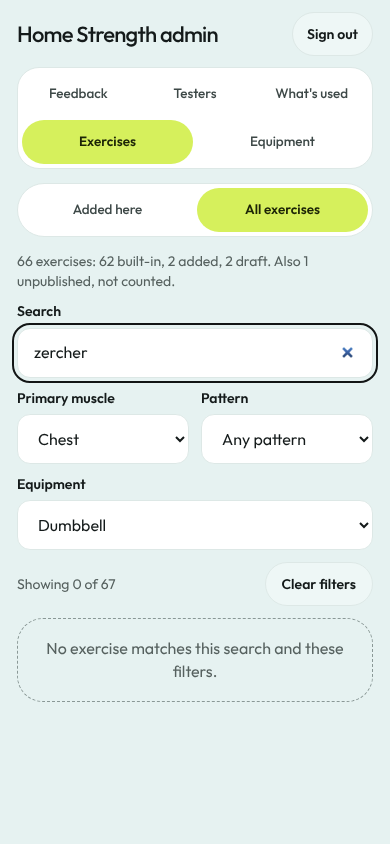 Home Strength admin
Sign out
Feedback
Testers
What's used
Exercises
Equipment
Added here
All exercises
66 exercises: 62 built-in, 2 added, 2 draft. Also 1
unpublished, not counted.
Search
zercher
Primary muscle
Pattern
Chest
Any pattern
Equipment
Dumbbell
Showing 0 of 67
Clear filters
No exercise matches this search and these
filters.